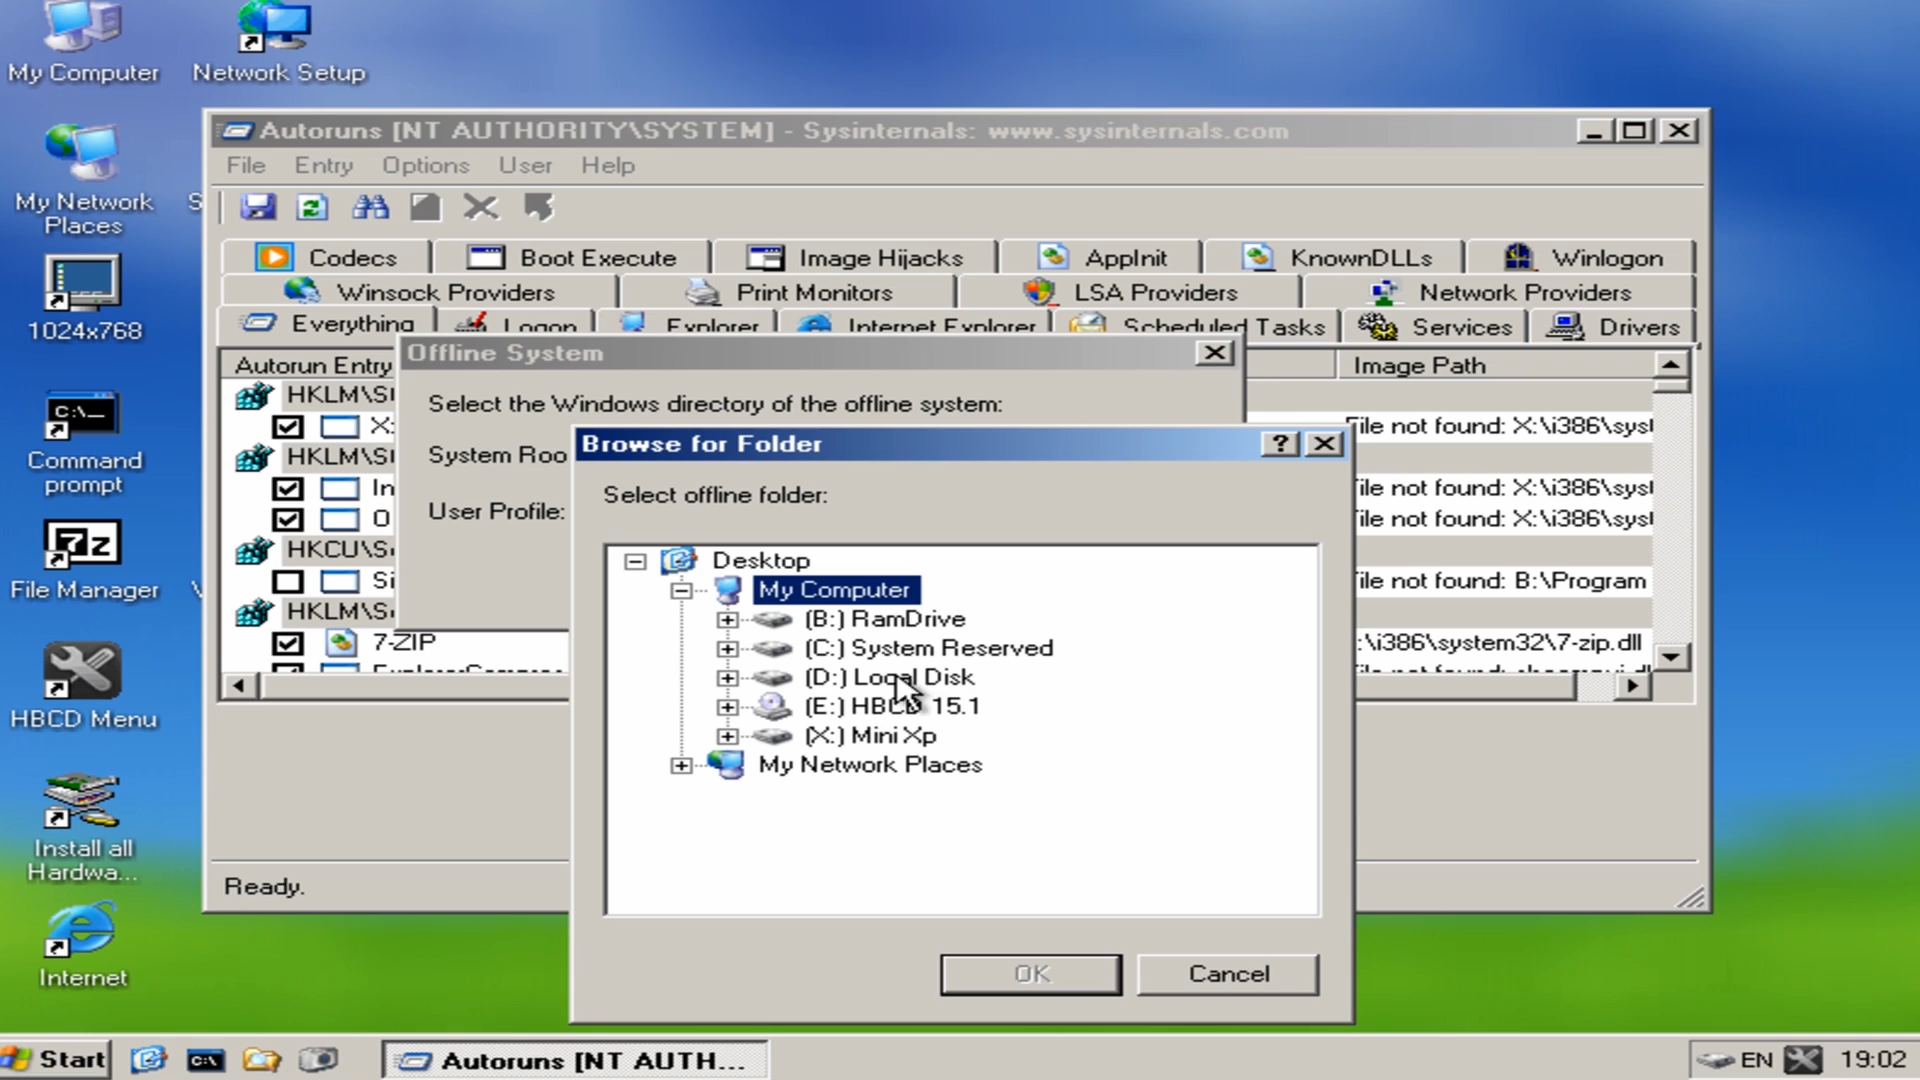 My Computer
Network Setup
My Network
Places
S
1024x768
Command
prompt
File Manager
HBCD Menu
Install all
Hardwa...
Internet
Autoruns [NT AUTHORITY\SYSTEM] - Sysinternals: www.sysinternals.com
File Entry Options User Help
Codecs Boot Execute Image Hijacks AppInit KnownDLLs Winlogon
Winsock Providers Print Monitors LSA Providers Network Providers
Everything Logon Explorer Internet Explorer Scheduled Tasks Services Drivers
Autorun Entry
Image Path
HKLM\S
X:
File not found: X:\i386\syst
HKLM\S
In
File not found: X:\i386\syst
O
File not found: X:\i386\syst
HKCU\S
Si
File not found: B:\Program
HKLM\S
7-ZIP
:\i386\system32\7-zip.dll
Ready.
Offline System
Select the Windows directory of the offline system:
System Roo
User Profile:
Browse for Folder
Select offline folder:
Desktop
My Computer
(B:) RamDrive
(C:) System Reserved
(D:) Local Disk
(E:) HBCD 15.1
(X:) Mini Xp
My Network Places
OK
Cancel
Start
Autoruns [NT AUTH...
EN
19:02